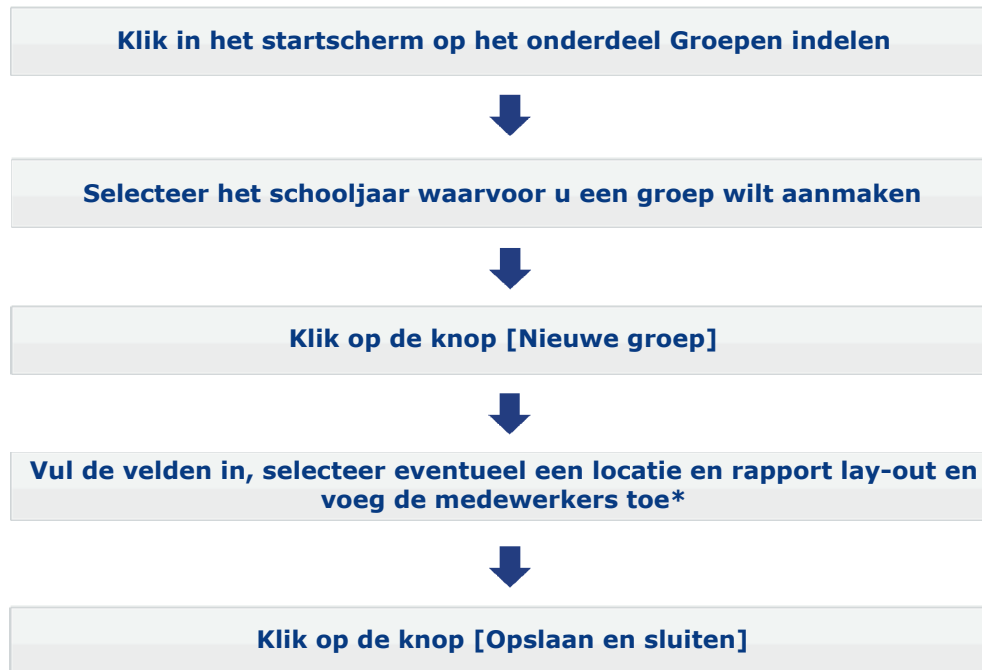 Klik in het startscherm op het onderdeel Groepen indelen
Selecteer het schooljaar waarvoor u een groep wilt aanmaken
Klik op de knop [Nieuwe groep]
Vul de velden in, selecteer eventueel een locatie en rapport lay-out en
voeg de medewerkers toe*
Klik op de knop [Opslaan en sluiten]